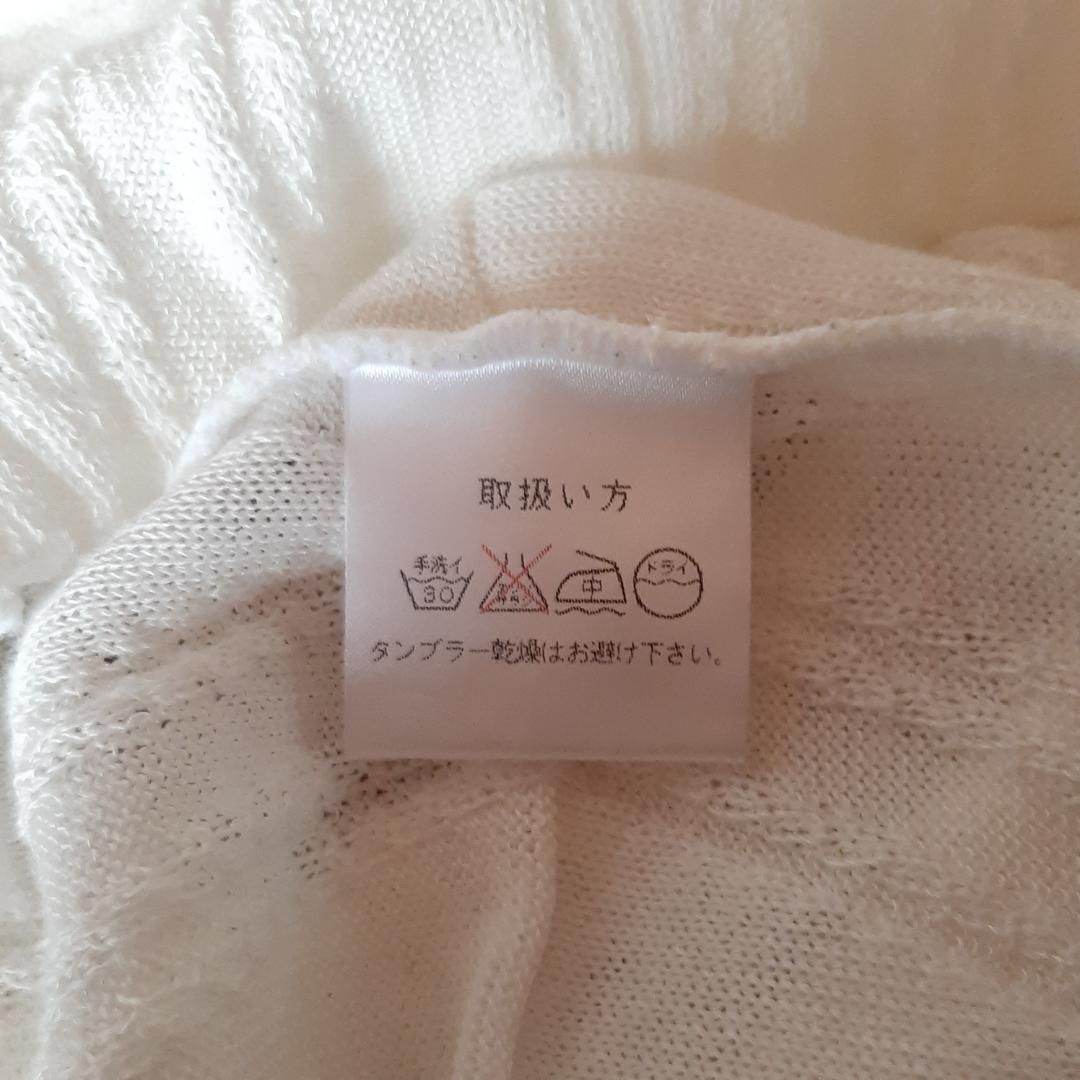 取扱い方
手洗イ 中 ドライ
30
タンブラー乾燥はお避け下さい。